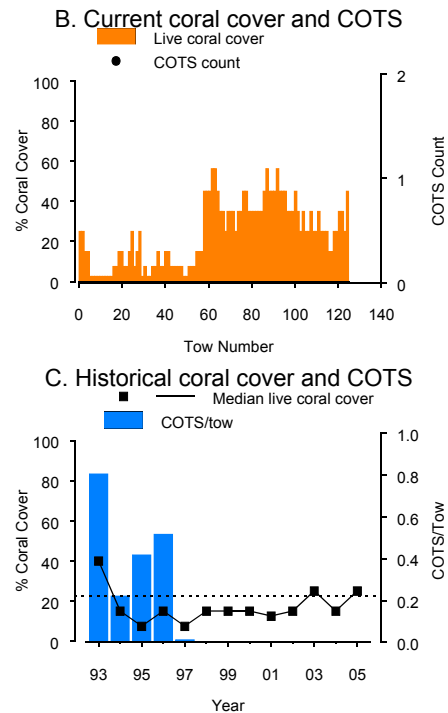 B. Current coral cover and COTS
Live coral cover
COTS count
100
80
60
40
20
0
% Coral Cover
2
1
0
COTS Count
0 20 40 60 80 100 120 140
Tow Number
C. Historical coral cover and COTS
Median live coral cover
COTS/tow
100
80
60
40
20
0
% Coral Cover
1.0
0.8
0.6
0.4
0.2
0.0
COTS/Tow
93 95 97 99 01 03 05
Year